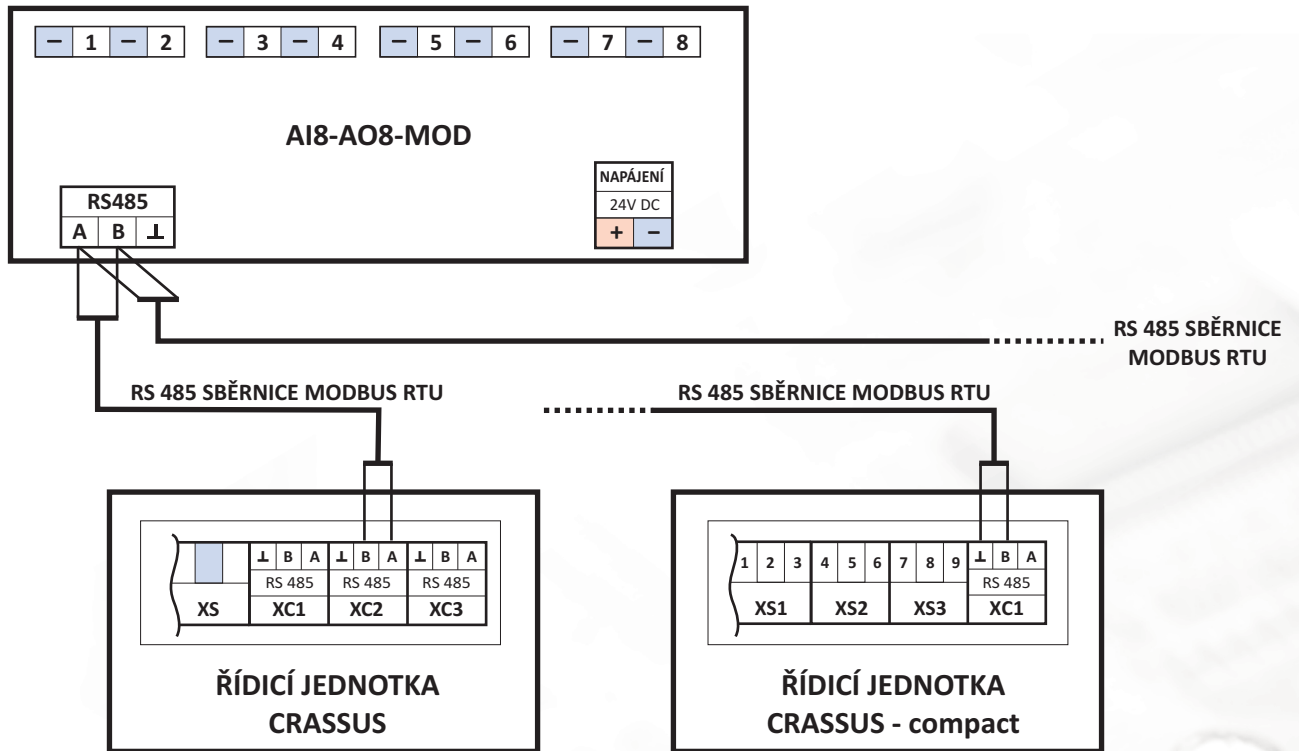 – 1 – 2 – 3 – 4 – 5 – 6 – 7 – 8
AI8-AO8-MOD
NAPÁJENÍ
24V DC
+ –
RS485
A B ⊥
RS 485 SBĚRNICE
MODBUS RTU
RS 485 SBĚRNICE MODBUS RTU
RS 485 SBĚRNICE MODBUS RTU
⊥ B A ⊥ B A ⊥ B A
RS 485 RS 485 RS 485
XS XC1 XC2 XC3
ŘÍDICÍ JEDNOTKA
CRASSUS
1 2 3 4 5 6 7 8 9 ⊥ B A
RS 485
XS1 XS2 XS3 XC1
ŘÍDICÍ JEDNOTKA
CRASSUS - compact